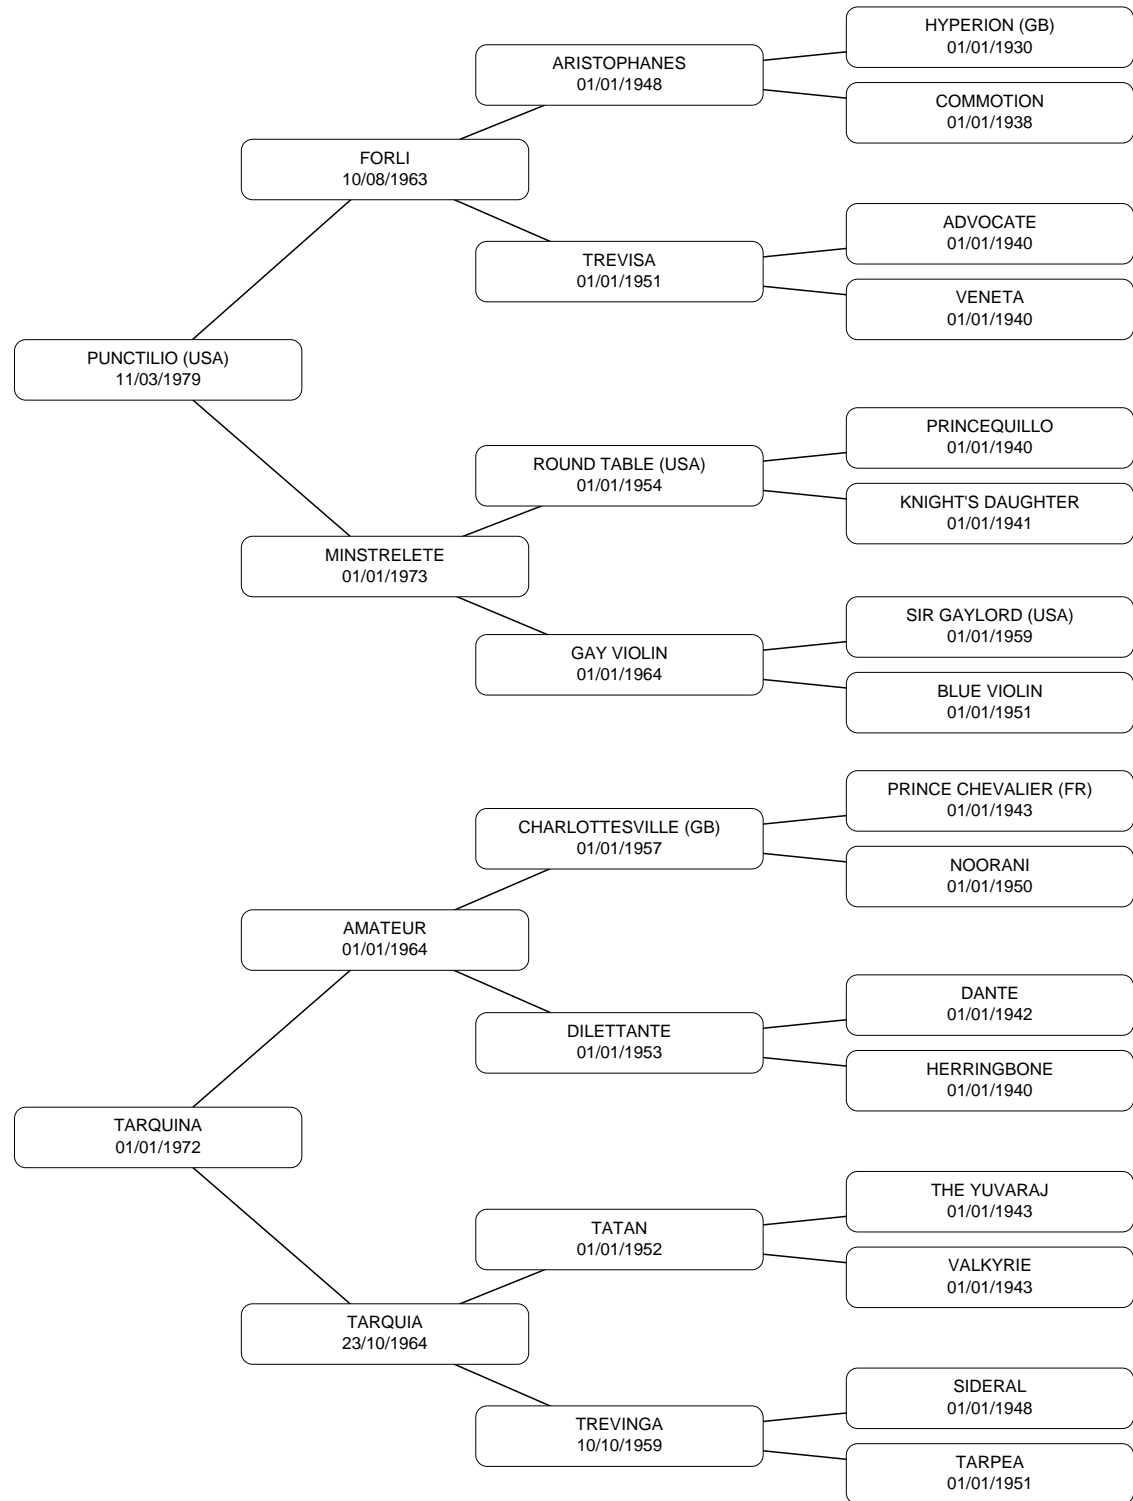 HYPERION (GB)
01/01/1930
ARISTOPHANES
01/01/1948
COMMOTION
01/01/1938
FORLI
10/08/1963
ADVOCATE
01/01/1940
TREVISA
01/01/1951
VENETA
01/01/1940
PUNCTILIO (USA)
11/03/1979
PRINCEQUILLO
01/01/1940
ROUND TABLE (USA)
01/01/1954
KNIGHT'S DAUGHTER
01/01/1941
MINSTRELETE
01/01/1973
SIR GAYLORD (USA)
01/01/1959
GAY VIOLIN
01/01/1964
BLUE VIOLIN
01/01/1951
PRINCE CHEVALIER (FR)
01/01/1943
CHARLOTTESVILLE (GB)
01/01/1957
NOORANI
01/01/1950
AMATEUR
01/01/1964
DANTE
01/01/1942
DILETTANTE
01/01/1953
HERRINGBONE
01/01/1940
TARQUINA
01/01/1972
THE YUVARAJ
01/01/1943
TATAN
01/01/1952
VALKYRIE
01/01/1943
TARQUIA
23/10/1964
SIDERAL
01/01/1948
TREVINGA
10/10/1959
TARPEA
01/01/1951